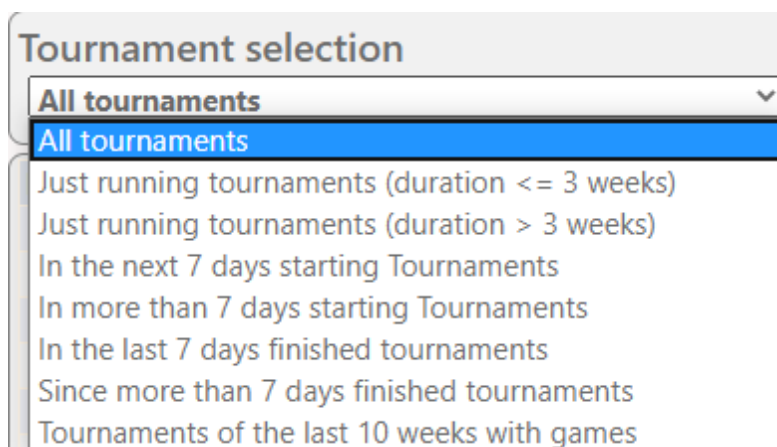 Tournament selection
All tournaments
All tournaments
Just running tournaments (duration <= 3 weeks)
Just running tournaments (duration > 3 weeks)
In the next 7 days starting Tournaments
In more than 7 days starting Tournaments
In the last 7 days finished tournaments
Since more than 7 days finished tournaments
Tournaments of the last 10 weeks with games